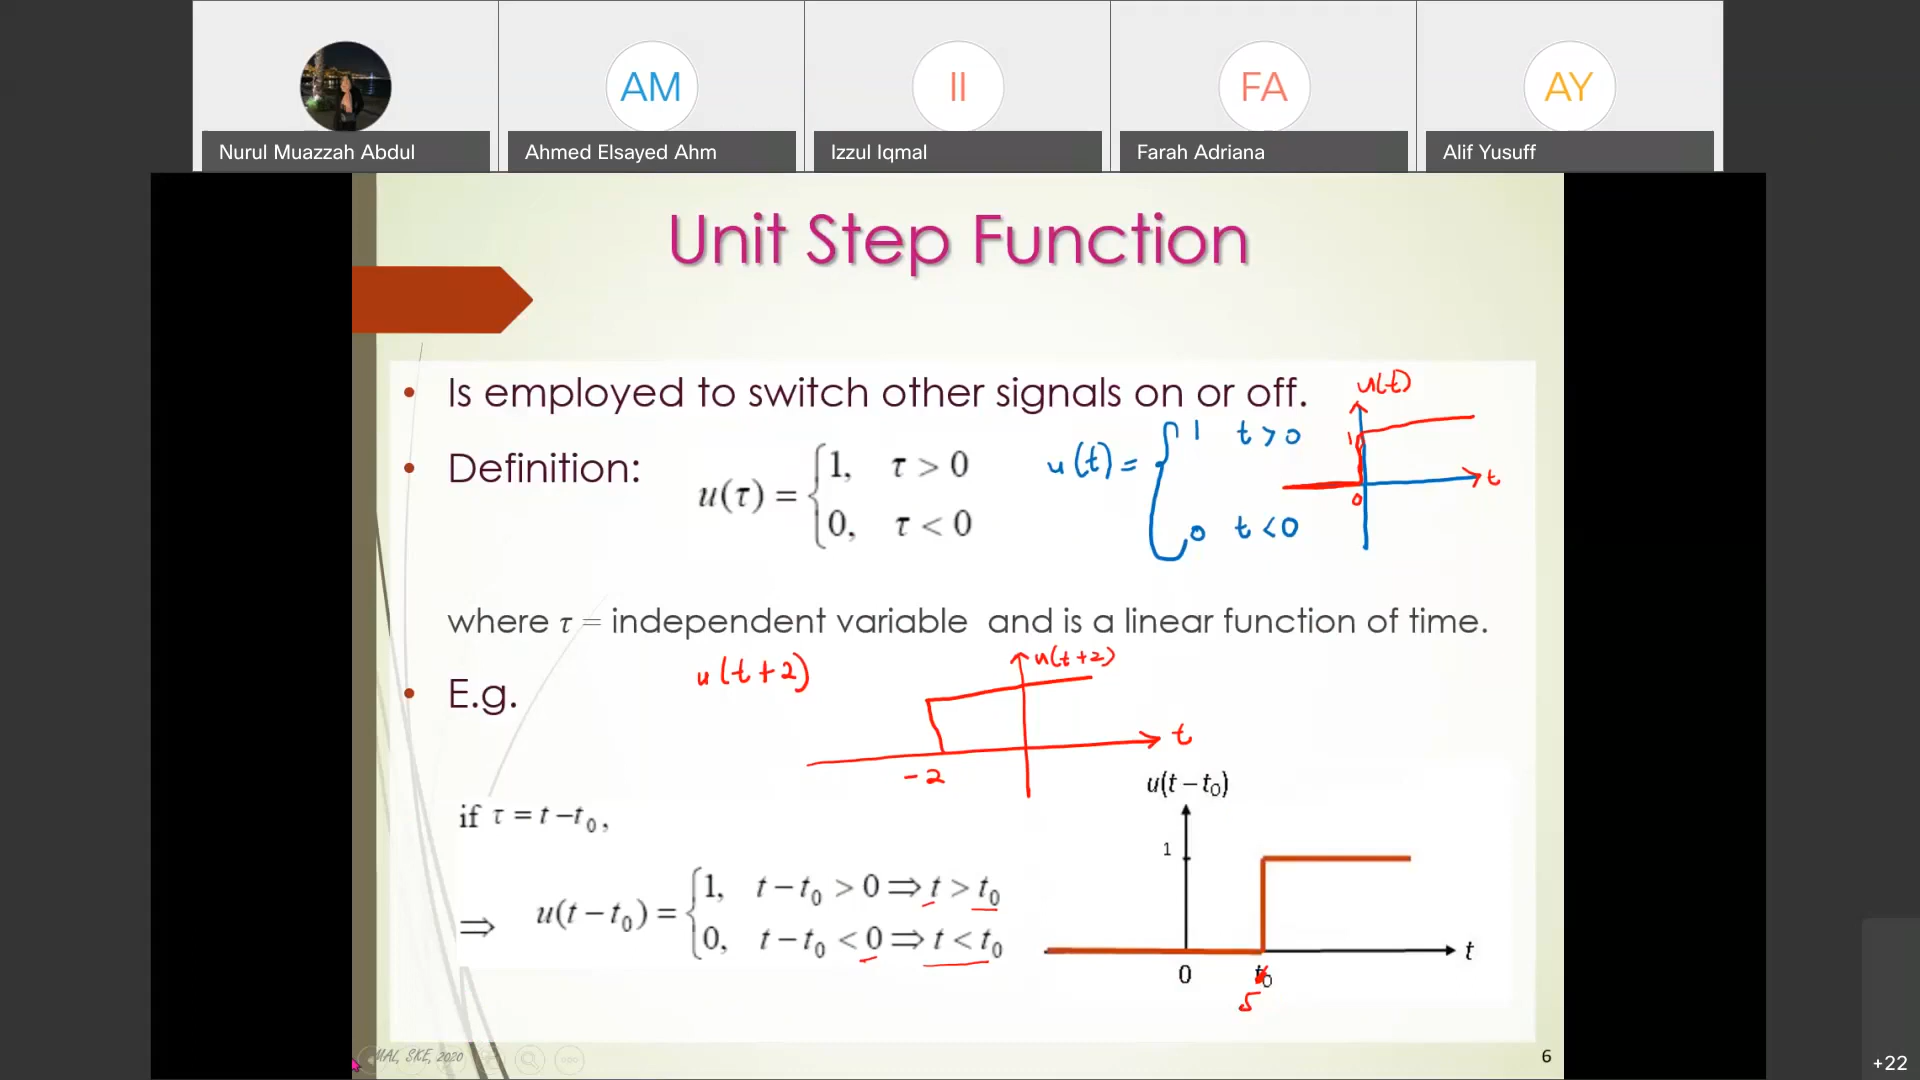 AM
II
FA
AY
Nurul Muazzah Abdul
Ahmed Elsayed Ahm
Izzul Iqmal
Farah Adriana
Alif Yusuff
Unit Step Function
• Is employed to switch other signals on or off.
u(t)
1
t
0
• Definition:
u(τ) = {1, τ > 0
0, τ < 0
u(t) = {1 t > 0
0 t < 0
where τ = independent variable and is a linear function of time.
• E.g.
u(t+2)
u(t+2)
t
-2
if τ = t − t₀,
⇒ u(t − t₀) = {1, t − t₀ > 0 ⇒ t > t₀
0, t − t₀ < 0 ⇒ t < t₀
u(t − t₀)
1
t
0
t₀
5
MAL, SKE, 2020
6
+22